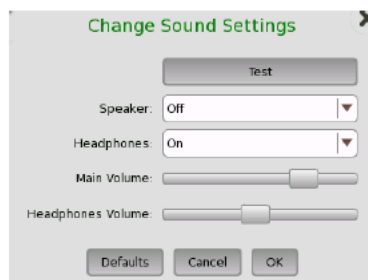 Change Sound Settings
Test
Speaker: Off
Headphones: On
Main Volume:
Headphones Volume:
Defaults Cancel OK